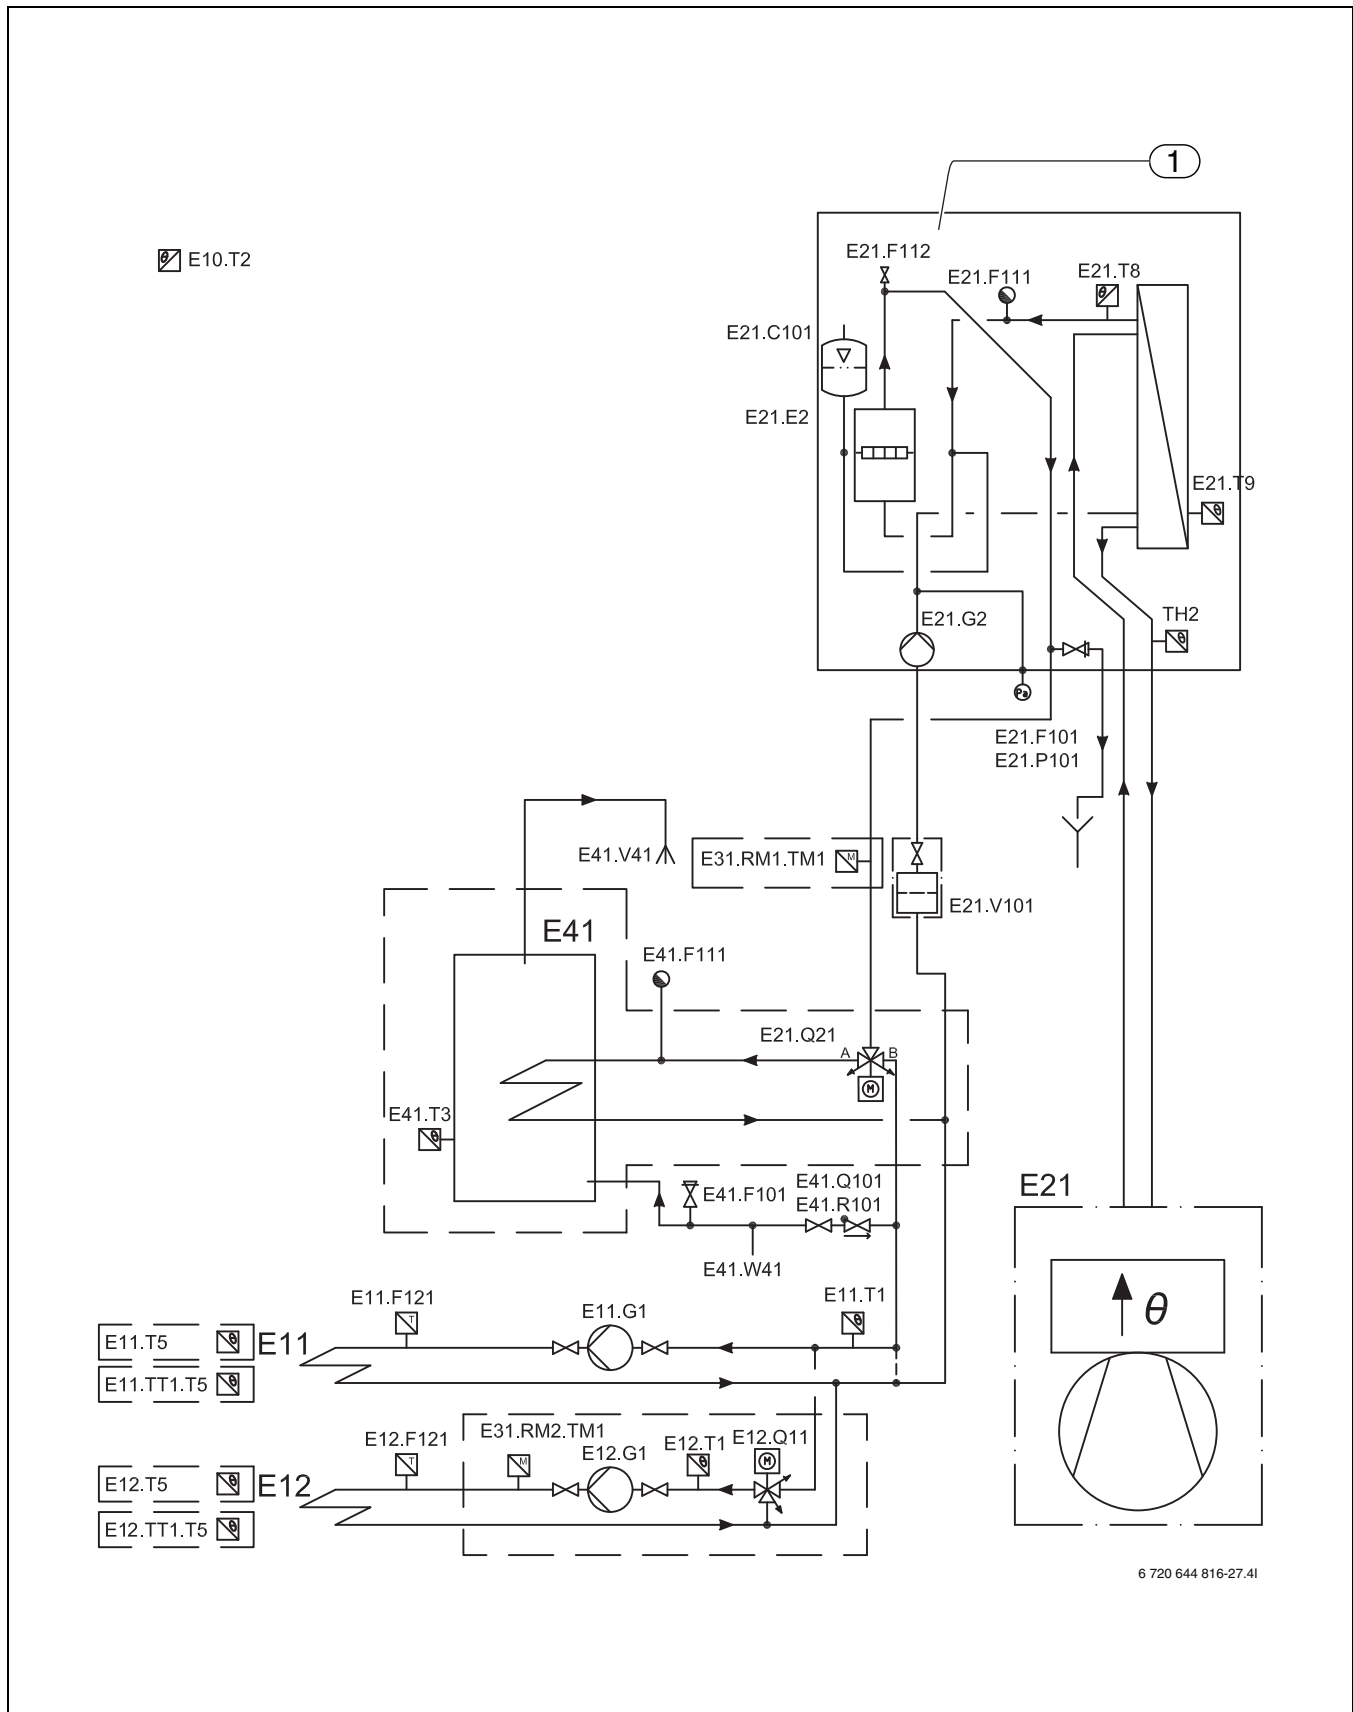 1
E10.T2
E21.F112
E21.F111
E21.T8
E21.C101
E21.E2
E21.T9
E21.G2
TH2
Pa
E21.F101
E21.P101
E41.V41
E31.RM1.TM1
M
E21.V101
E41
E41.F111
E21.Q21
A
B
M
E41.T3
θ
E41.F101
E41.Q101
E41.R101
E21
E41.W41
θ
E11.F121
T
E11.G1
E11.T1
θ
E11.T5
θ
E11
E11.TT1.T5
θ
E12.F121
T
E31.RM2.TM1
M
E12.G1
E12.T1
θ
E12.Q11
M
E12.T5
θ
E12
E12.TT1.T5
θ
6 720 644 816-27.4I